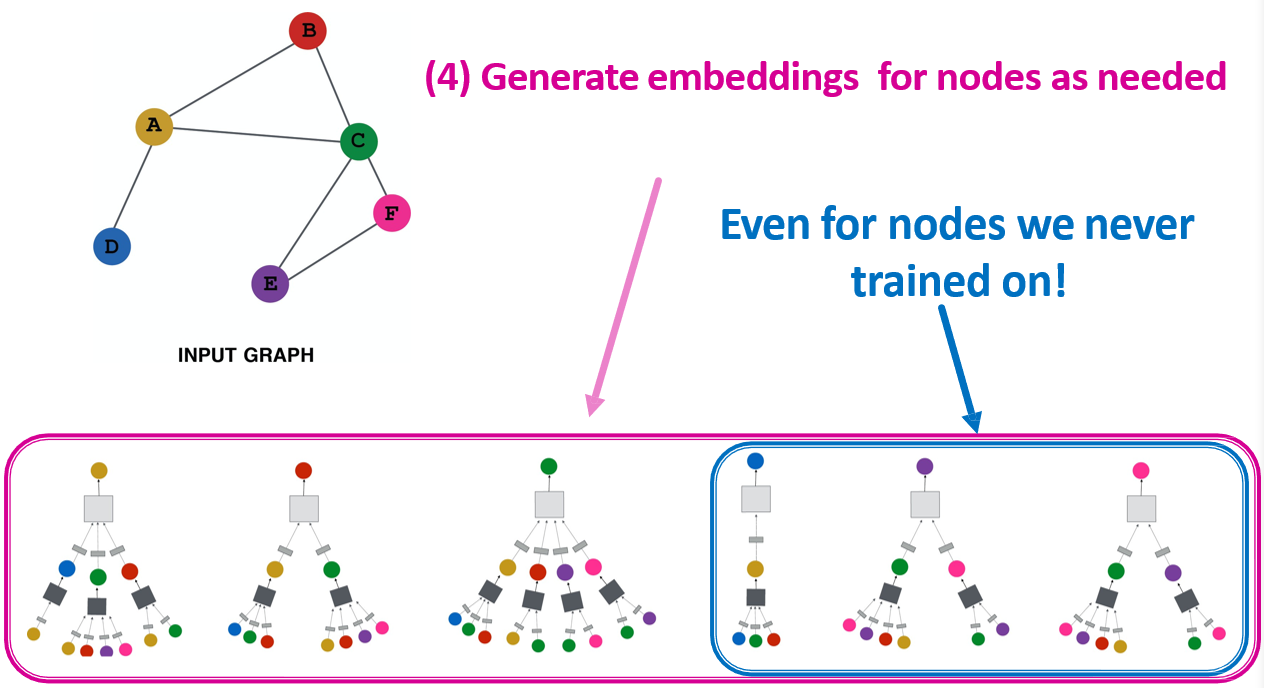 B
(4) Generate embeddings for nodes as needed
A
C
F
Even for nodes we never
trained on!
D
E
INPUT GRAPH